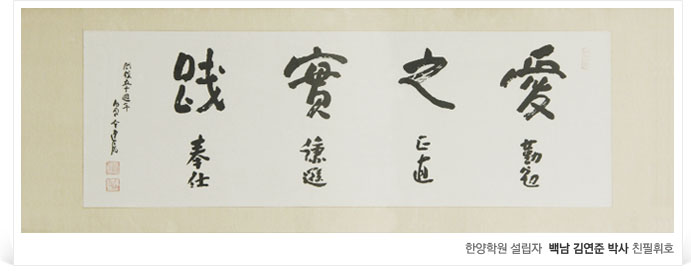 愛之實踐
勤勉 正直 謙遜 奉仕
開校五十週年
白南 金連俊
한양학원 설립자 백남 김연준 박사 친필휘호